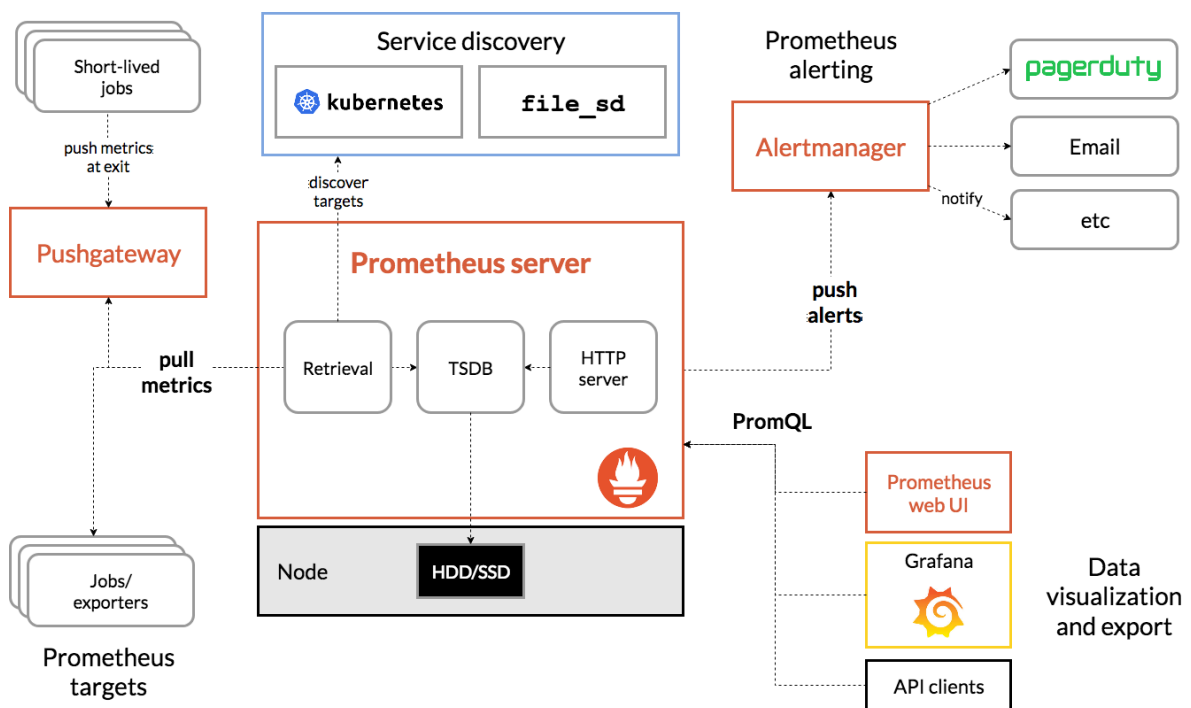 Short-lived
jobs
push metrics
at exit
Pushgateway
pull
metrics
Jobs/
exporters
Prometheus
targets
Service discovery
kubernetes
file_sd
discover
targets
Prometheus server
Retrieval
TSDB
HTTP
server
Node
HDD/SSD
Prometheus
alerting
Alertmanager
pagerduty
Email
notify
etc
push
alerts
PromQL
Prometheus
web UI
Grafana
API clients
Data
visualization
and export